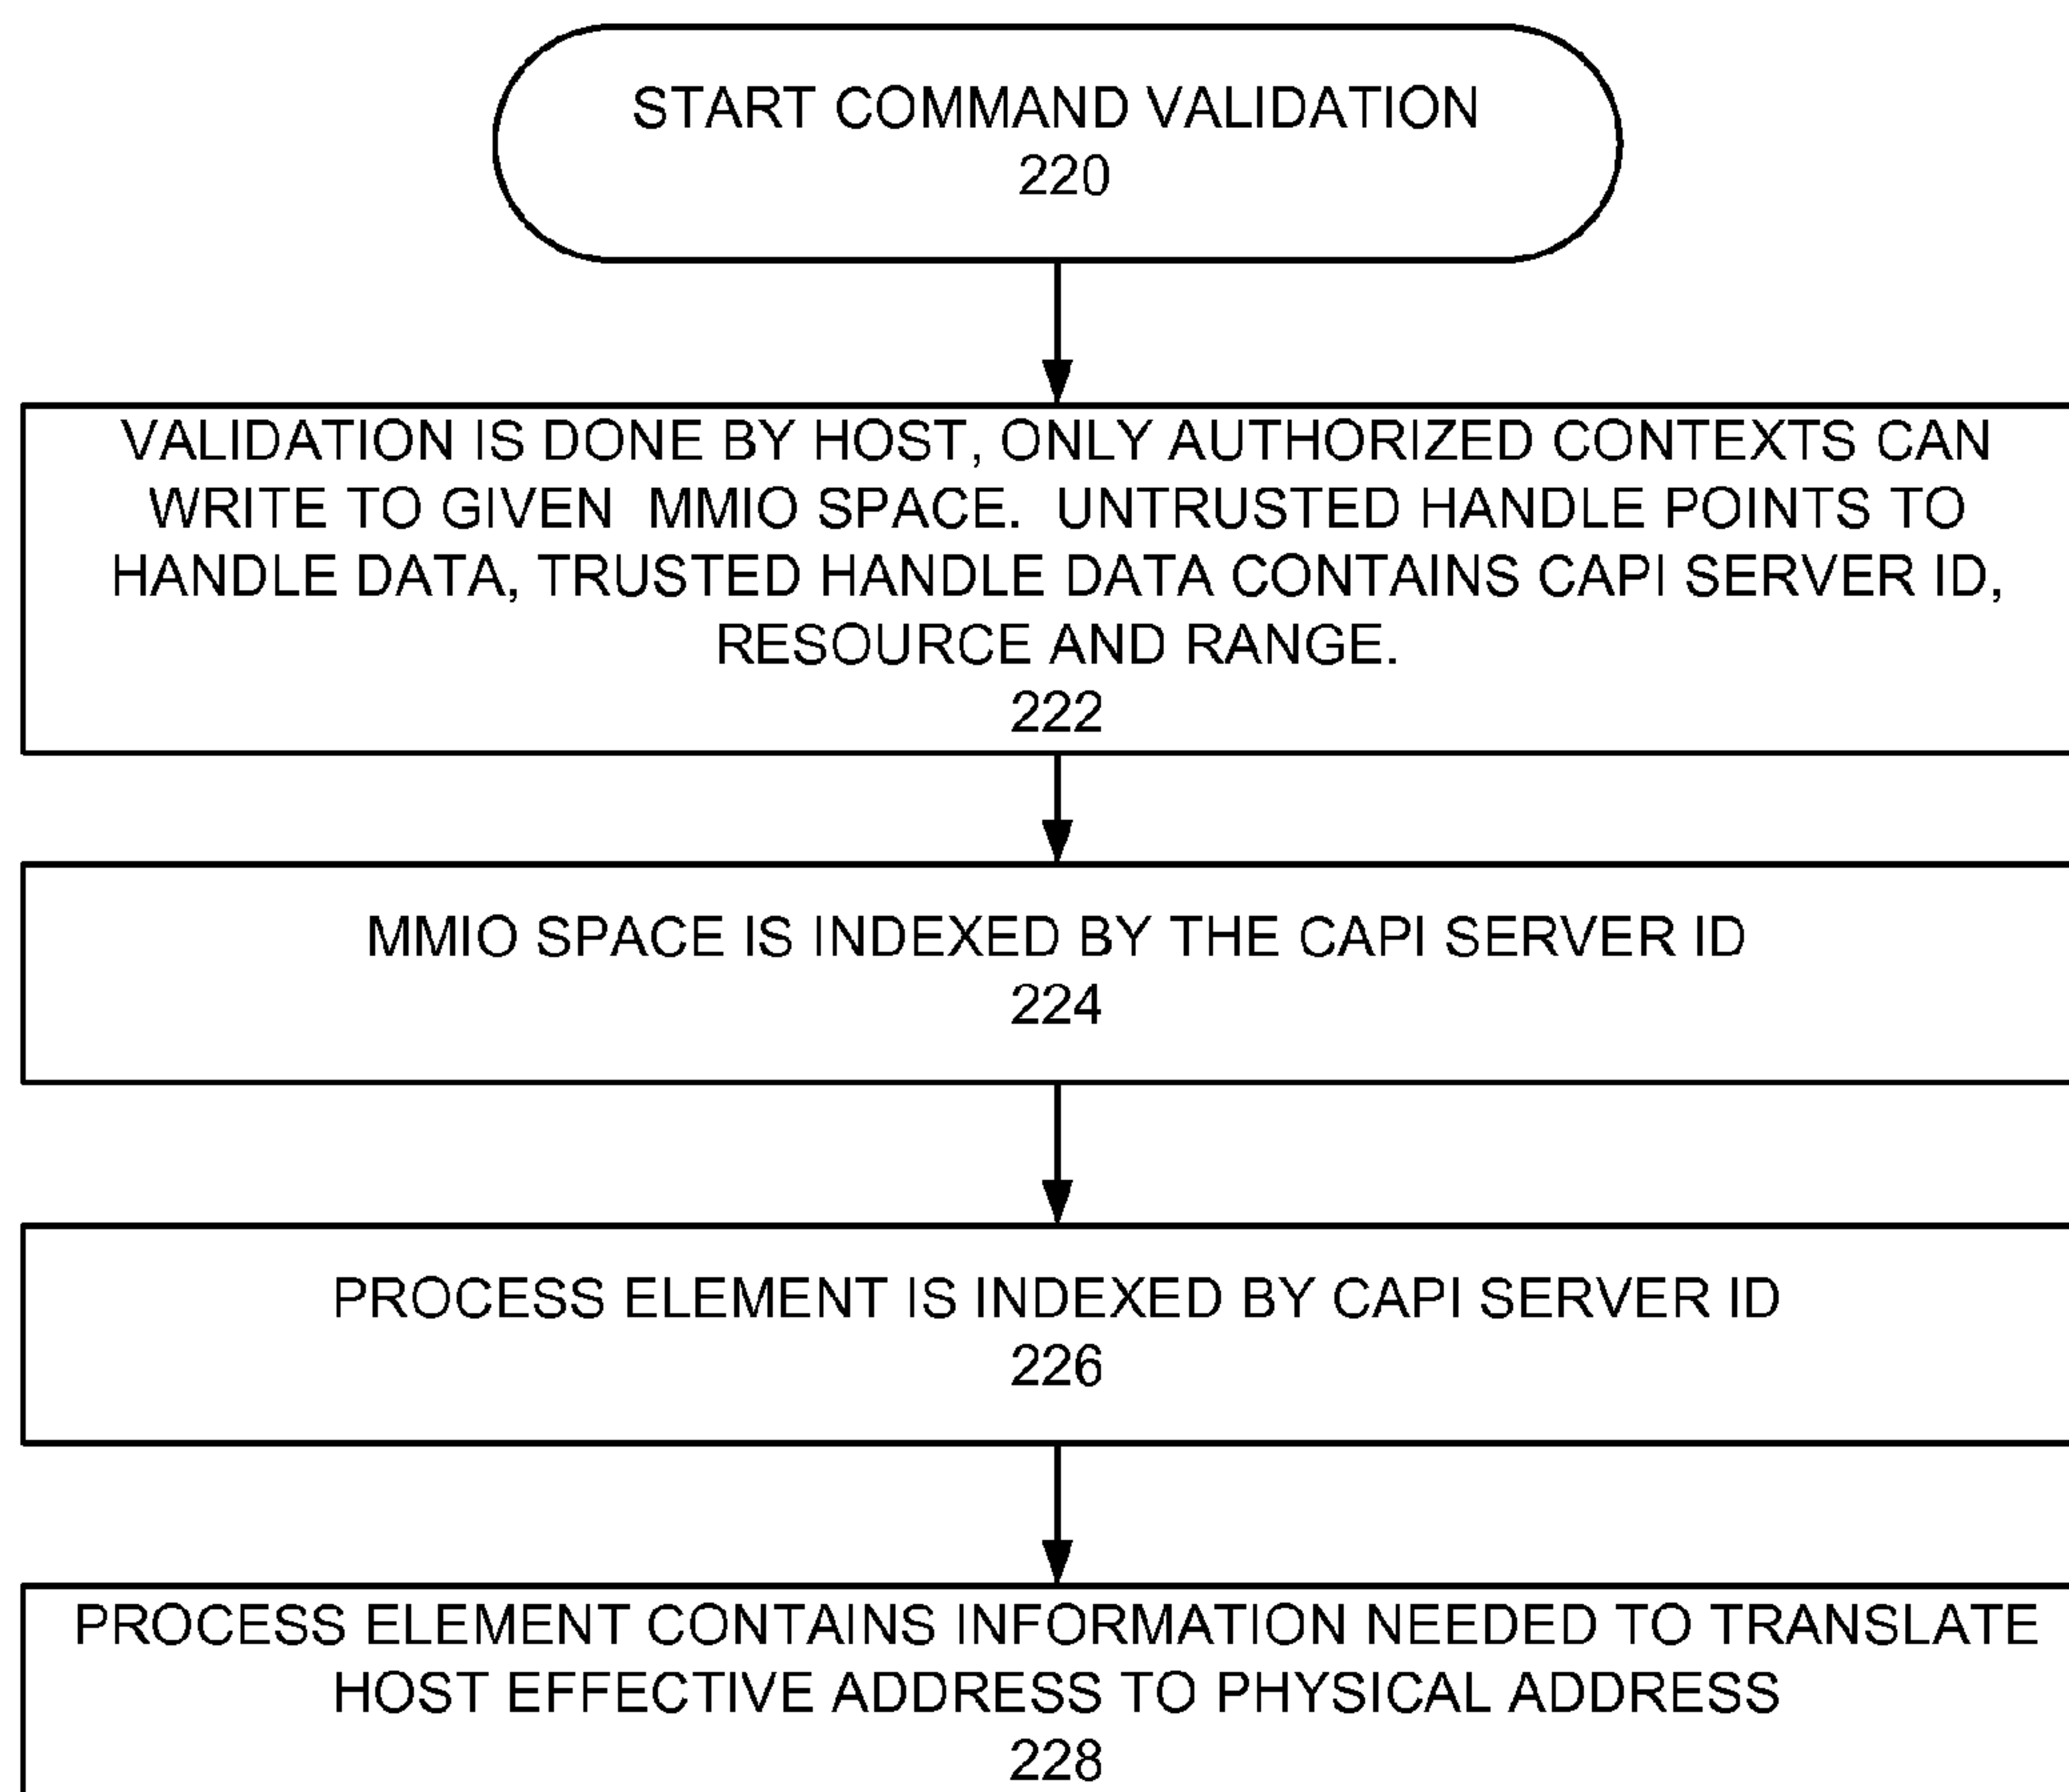 START COMMAND VALIDATION
220
VALIDATION IS DONE BY HOST, ONLY AUTHORIZED CONTEXTS CAN
WRITE TO GIVEN MMIO SPACE. UNTRUSTED HANDLE POINTS TO
HANDLE DATA, TRUSTED HANDLE DATA CONTAINS CAPI SERVER ID,
RESOURCE AND RANGE.
222
MMIO SPACE IS INDEXED BY THE CAPI SERVER ID
224
PROCESS ELEMENT IS INDEXED BY CAPI SERVER ID
226
PROCESS ELEMENT CONTAINS INFORMATION NEEDED TO TRANSLATE
HOST EFFECTIVE ADDRESS TO PHYSICAL ADDRESS
228